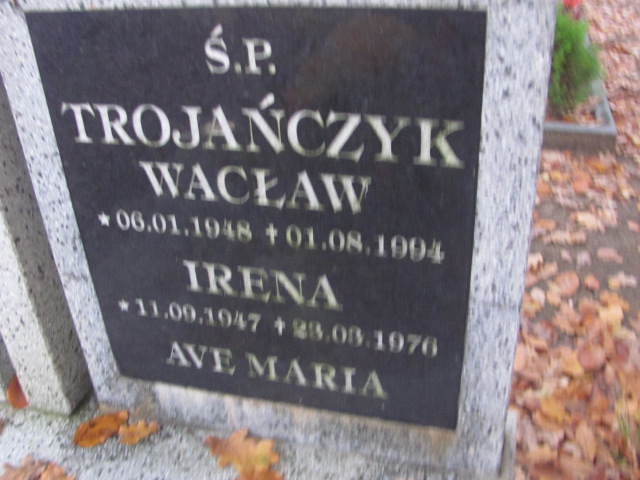 Ś.P.
TROJAŃCZYK
WACŁAW
*06.01.1948 †01.08.1994
IRENA
*11.09.1947 †23.03.1976
AVE MARIA